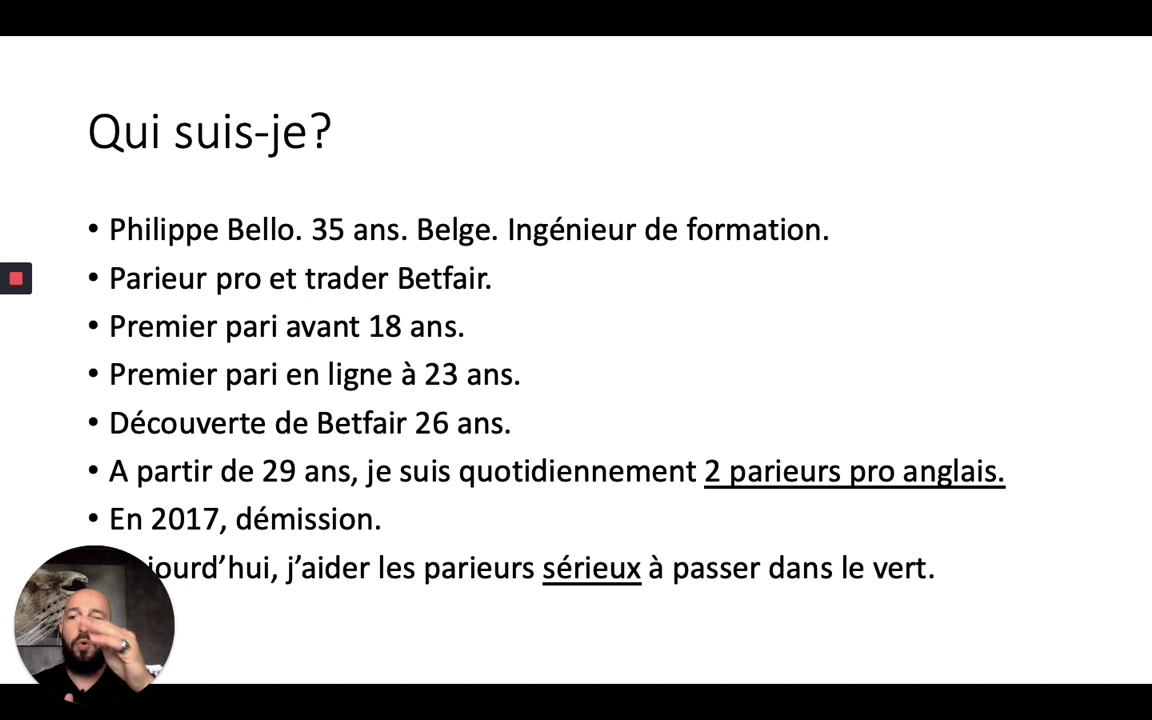 Qui suis-je?
• Philippe Bello. 35 ans. Belge. Ingénieur de formation.
• Parieur pro et trader Betfair.
• Premier pari avant 18 ans.
• Premier pari en ligne à 23 ans.
• Découverte de Betfair 26 ans.
• A partir de 29 ans, je suis quotidiennement 2 parieurs pro anglais.
• En 2017, démission.
jourd’hui, j’aider les parieurs sérieux à passer dans le vert.